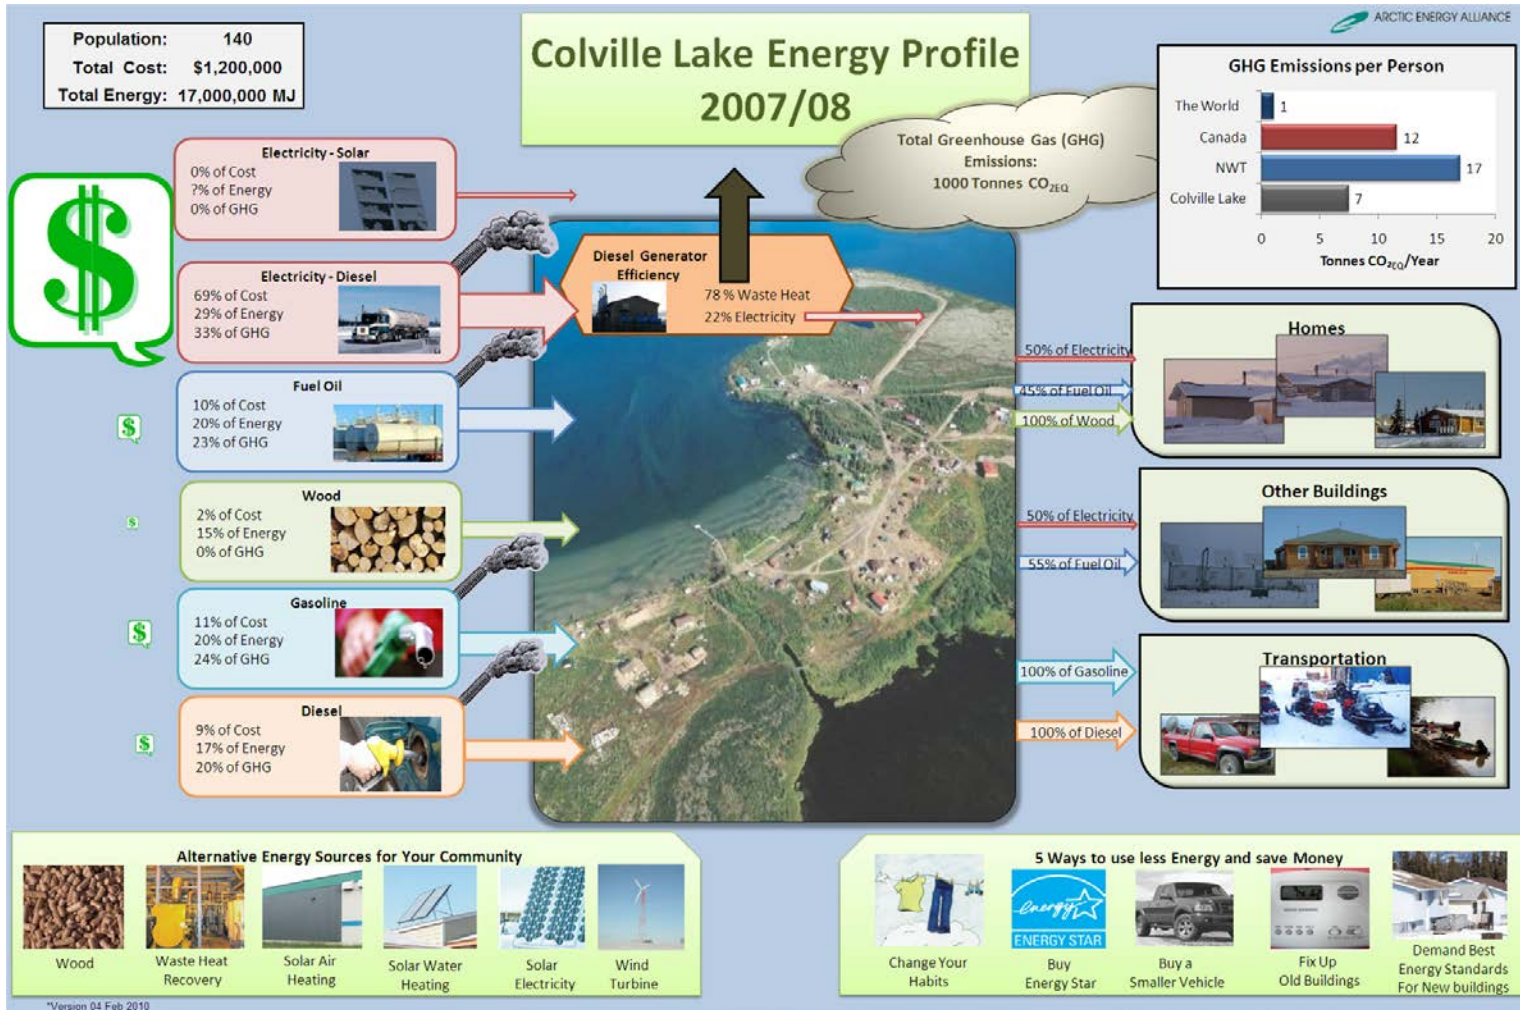 ARCTIC ENERGY ALLIANCE
Population: 140
Total Cost: $1,200,000
Total Energy: 17,000,000 MJ
Colville Lake Energy Profile
2007/08
Total Greenhouse Gas (GHG)
Emissions:
1000 Tonnes CO2EQ
GHG Emissions per Person
The World 1
Canada 12
NWT 17
Colville Lake 7
0 5 10 15 20
Tonnes CO2EQ/Year
$
Electricity - Solar
0% of Cost
?% of Energy
0% of GHG
Electricity - Diesel
69% of Cost
29% of Energy
33% of GHG
Diesel Generator
Efficiency
78 % Waste Heat
22% Electricity
$
Fuel Oil
10% of Cost
20% of Energy
23% of GHG
$
Wood
2% of Cost
15% of Energy
0% of GHG
$
Gasoline
11% of Cost
20% of Energy
24% of GHG
$
Diesel
9% of Cost
17% of Energy
20% of GHG
50% of Electricity
45% of Fuel Oil
100% of Wood
Homes
50% of Electricity
55% of Fuel Oil
Other Buildings
100% of Gasoline
100% of Diesel
Transportation
Alternative Energy Sources for Your Community
Wood
Waste Heat
Recovery
Solar Air
Heating
Solar Water
Heating
Solar
Electricity
Wind
Turbine
5 Ways to use less Energy and save Money
Change Your
Habits
energy
ENERGY STAR
Buy
Energy Star
Buy a
Smaller Vehicle
Fix Up
Old Buildings
Demand Best
Energy Standards
For New buildings
*Version 04 Feb 2010